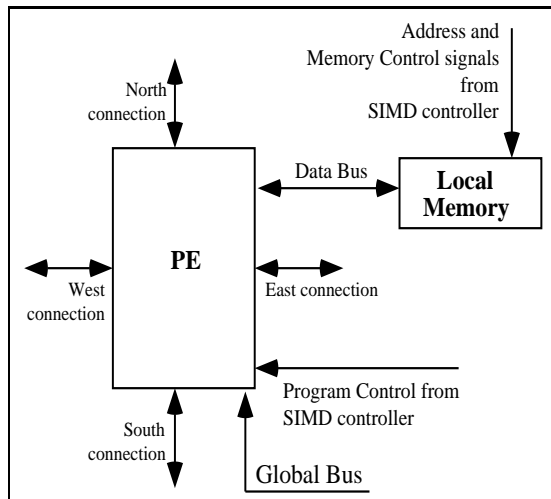 Address and
Memory Control signals
from
SIMD controller
North
connection
Data Bus
Local
Memory
PE
West
connection
East connection
Program Control from
SIMD controller
South
connection
Global Bus